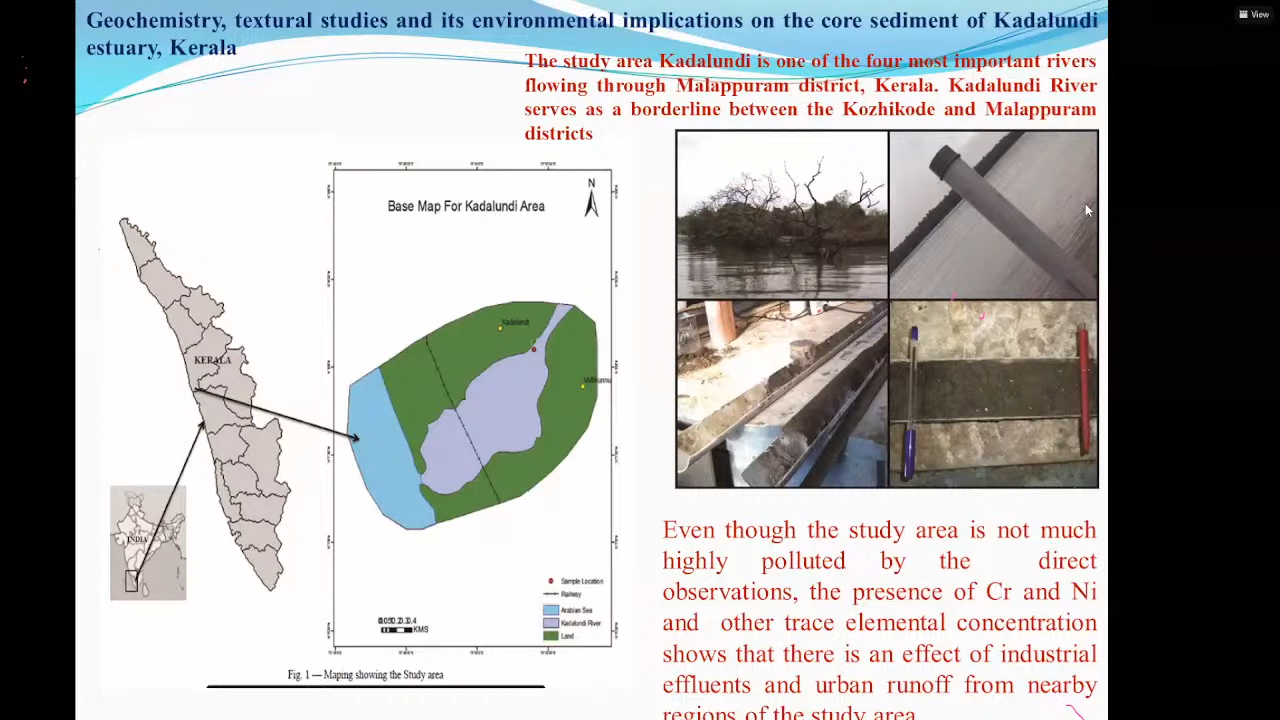 View
Geochemistry, textural studies and its environmental implications on the core sediment of Kadalundi
estuary, Kerala
The study area Kadalundi is one of the four most important rivers
flowing through Malappuram district, Kerala. Kadalundi River
serves as a borderline between the Kozhikode and Malappuram
districts
N
Base Map For Kadalundi Area
Kadalundi
KERALA
INDIA
Sample Location
Railway
Arabian Sea
Kadalundi River
Land
KMS
Fig. 1 — Maping showing the Study area
Even though the study area is not much
highly polluted by the direct
observations, the presence of Cr and Ni
and other trace elemental concentration
shows that there is an effect of industrial
effluents and urban runoff from nearby
regions of the study area